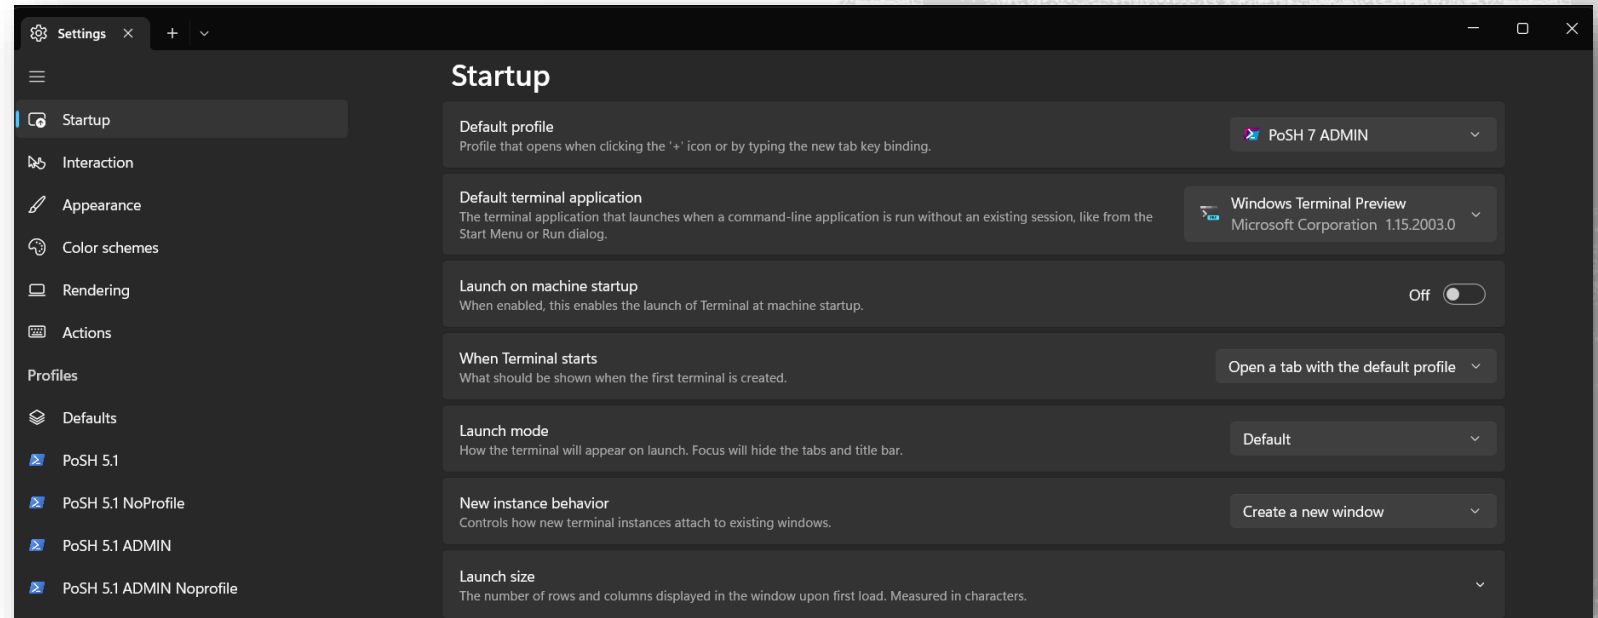 Settings
Startup
Interaction
Appearance
Color schemes
Rendering
Actions
Profiles
Defaults
PoSH 5.1
PoSH 5.1 NoProfile
PoSH 5.1 ADMIN
PoSH 5.1 ADMIN Noprofile
Startup
Default profile
Profile that opens when clicking the '+' icon or by typing the new tab key binding.
PoSH 7 ADMIN
Default terminal application
The terminal application that launches when a command-line application is run without an existing session, like from the
Start Menu or Run dialog.
Windows Terminal Preview
Microsoft Corporation 1.15.2003.0
Launch on machine startup
When enabled, this enables the launch of Terminal at machine startup.
Off
When Terminal starts
What should be shown when the first terminal is created.
Open a tab with the default profile
Launch mode
How the terminal will appear on launch. Focus will hide the tabs and title bar.
Default
New instance behavior
Controls how new terminal instances attach to existing windows.
Create a new window
Launch size
The number of rows and columns displayed in the window upon first load. Measured in characters.